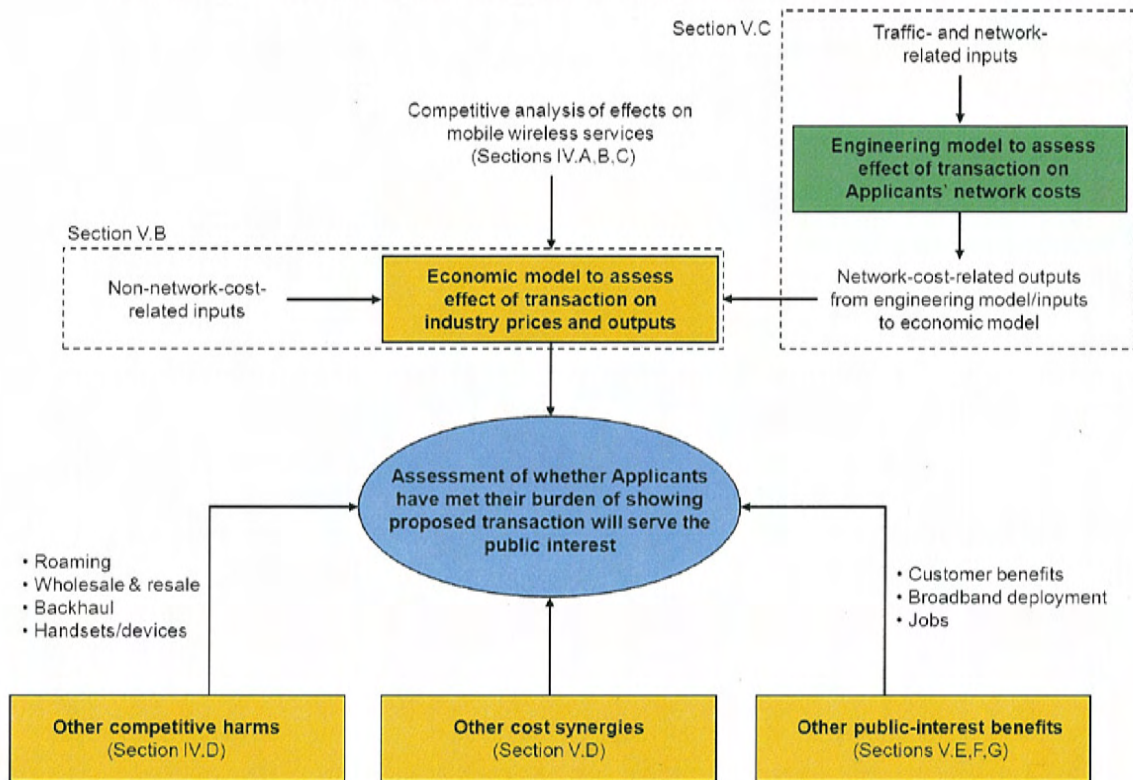 Section V.C
Traffic- and network-
related inputs
Competitive analysis of effects on
mobile wireless services
(Sections IV.A,B,C)
Engineering model to assess
effect of transaction on
Applicants' network costs
Section V.B
Non-network-cost-
related inputs
Economic model to assess
effect of transaction on
industry prices and outputs
Network-cost-related outputs
from engineering model/inputs
to economic model
Assessment of whether Applicants
have met their burden of showing
proposed transaction will serve the
public interest
• Roaming
• Wholesale & resale
• Backhaul
• Handsets/devices
• Customer benefits
• Broadband deployment
• Jobs
Other competitive harms
(Section IV.D)
Other cost synergies
(Section V.D)
Other public-interest benefits
(Sections V.E,F,G)